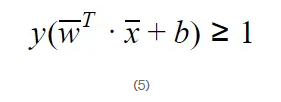 y(w̅ᵀ · x̅ + b) ≥ 1
(5)